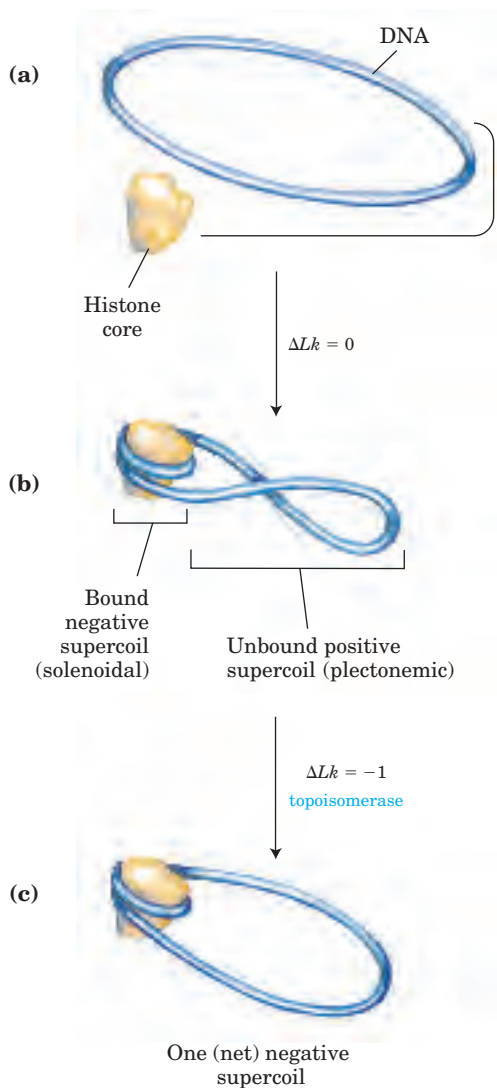 (a)
DNA
Histone
core
ΔLk = 0
(b)
Bound
negative
supercoil
(solenoidal)
Unbound positive
supercoil (plectonemic)
ΔLk = −1
topoisomerase
(c)
One (net) negative
supercoil